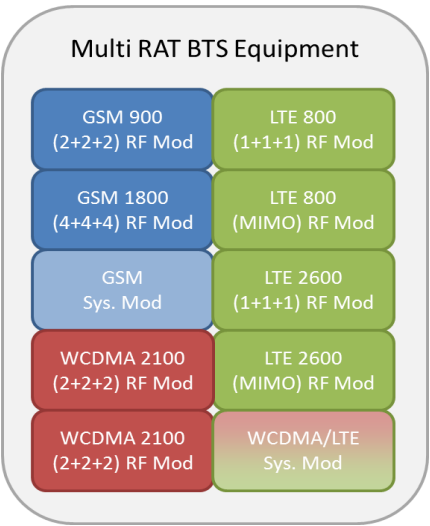 Multi RAT BTS Equipment
GSM 900
(2+2+2) RF Mod
LTE 800
(1+1+1) RF Mod
GSM 1800
(4+4+4) RF Mod
LTE 800
(MIMO) RF Mod
GSM
Sys. Mod
LTE 2600
(1+1+1) RF Mod
WCDMA 2100
(2+2+2) RF Mod
LTE 2600
(MIMO) RF Mod
WCDMA 2100
(2+2+2) RF Mod
WCDMA/LTE
Sys. Mod